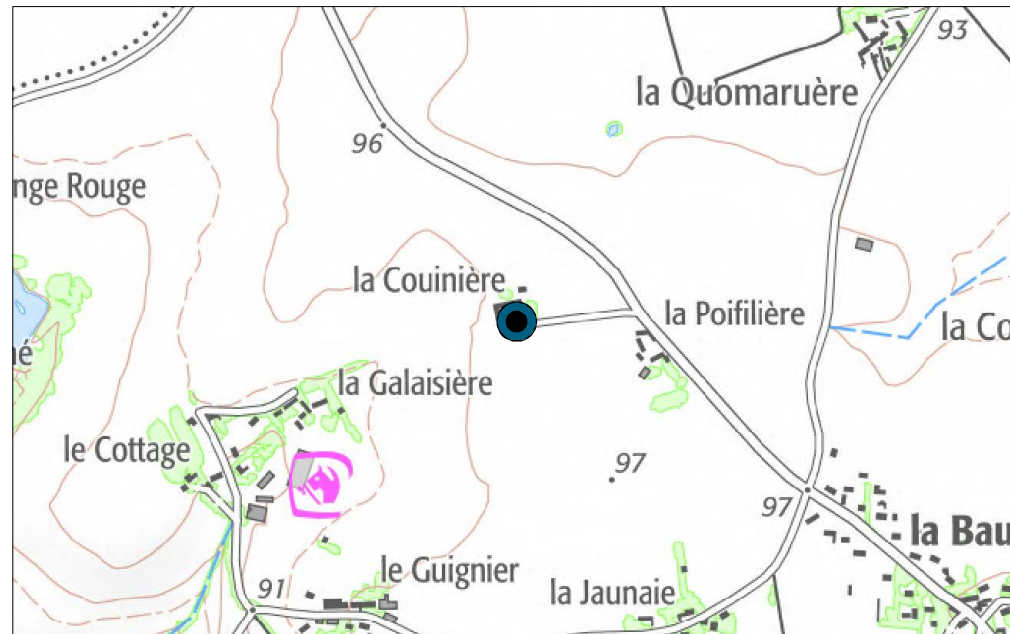 93
la Quomaruère
96
nge Rouge
la Couinière
la Poifilière
la Co
né
la Galaisière
le Cottage
97
97
la Bau
le Guignier
la Jaunaie
91